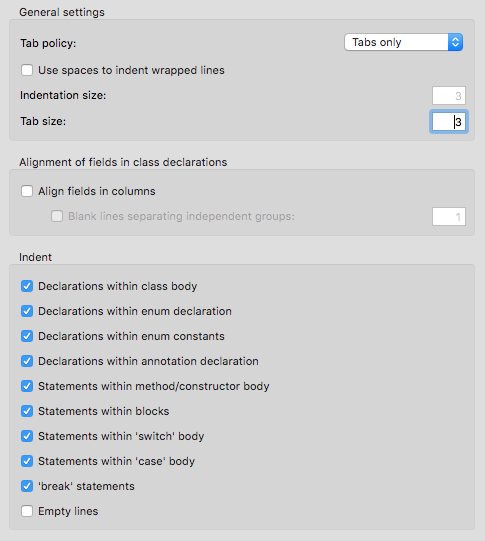 General settings
Tab policy: Tabs only
Use spaces to indent wrapped lines
Indentation size: 3
Tab size: 3
Alignment of fields in class declarations
Align fields in columns
Blank lines separating independent groups: 1
Indent
Declarations within class body
Declarations within enum declaration
Declarations within enum constants
Declarations within annotation declaration
Statements within method/constructor body
Statements within blocks
Statements within 'switch' body
Statements within 'case' body
'break' statements
Empty lines